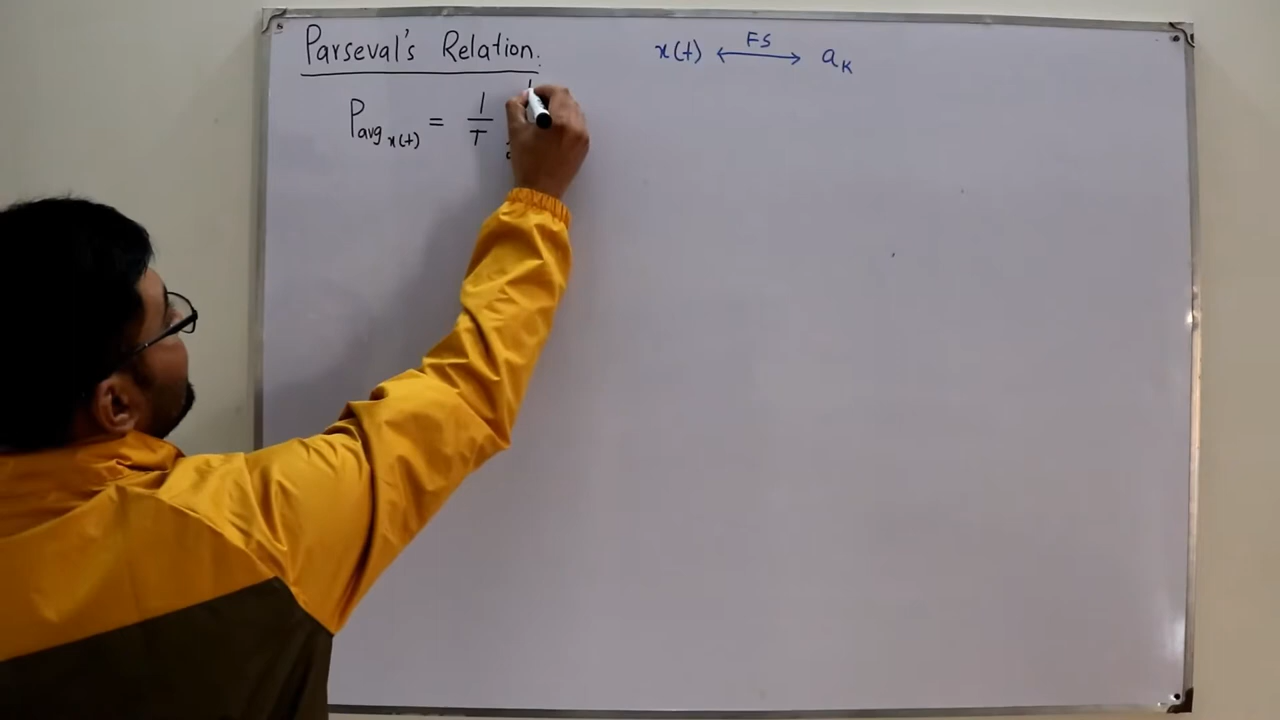 Parseval's Relation.
x(t) ⟷ a_K
FS
P_avg x(t) = 1/T